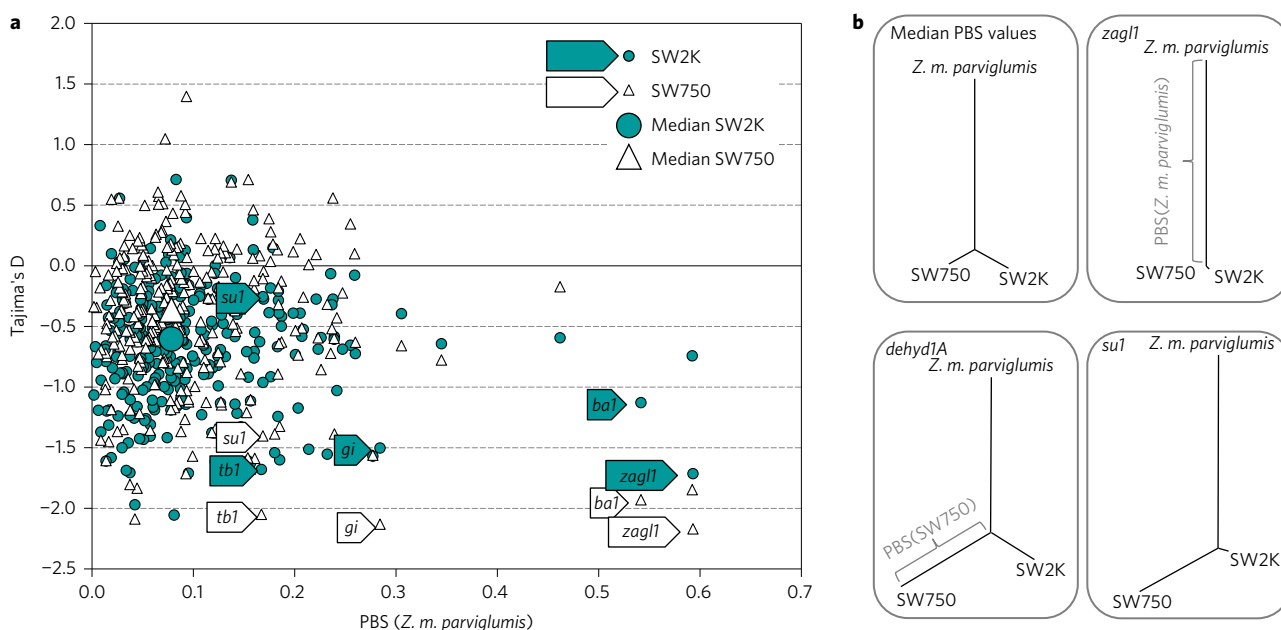 a
2.0
1.5
1.0
0.5
0.0
−0.5
−1.0
−1.5
−2.0
−2.5
Tajima's D
0.0 0.1 0.2 0.3 0.4 0.5 0.6 0.7
PBS (Z. m. parviglumis)
SW2K
SW750
Median SW2K
Median SW750
su1
su1
tb1
tb1
gi
gi
ba1
zagl1
ba1
zagl1
b
Median PBS values
Z. m. parviglumis
SW750
SW2K
zagl1
Z. m. parviglumis
PBS(Z. m. parviglumis)
SW750
SW2K
dehyd1A
Z. m. parviglumis
PBS(SW750)
SW2K
SW750
su1
Z. m. parviglumis
SW2K
SW750